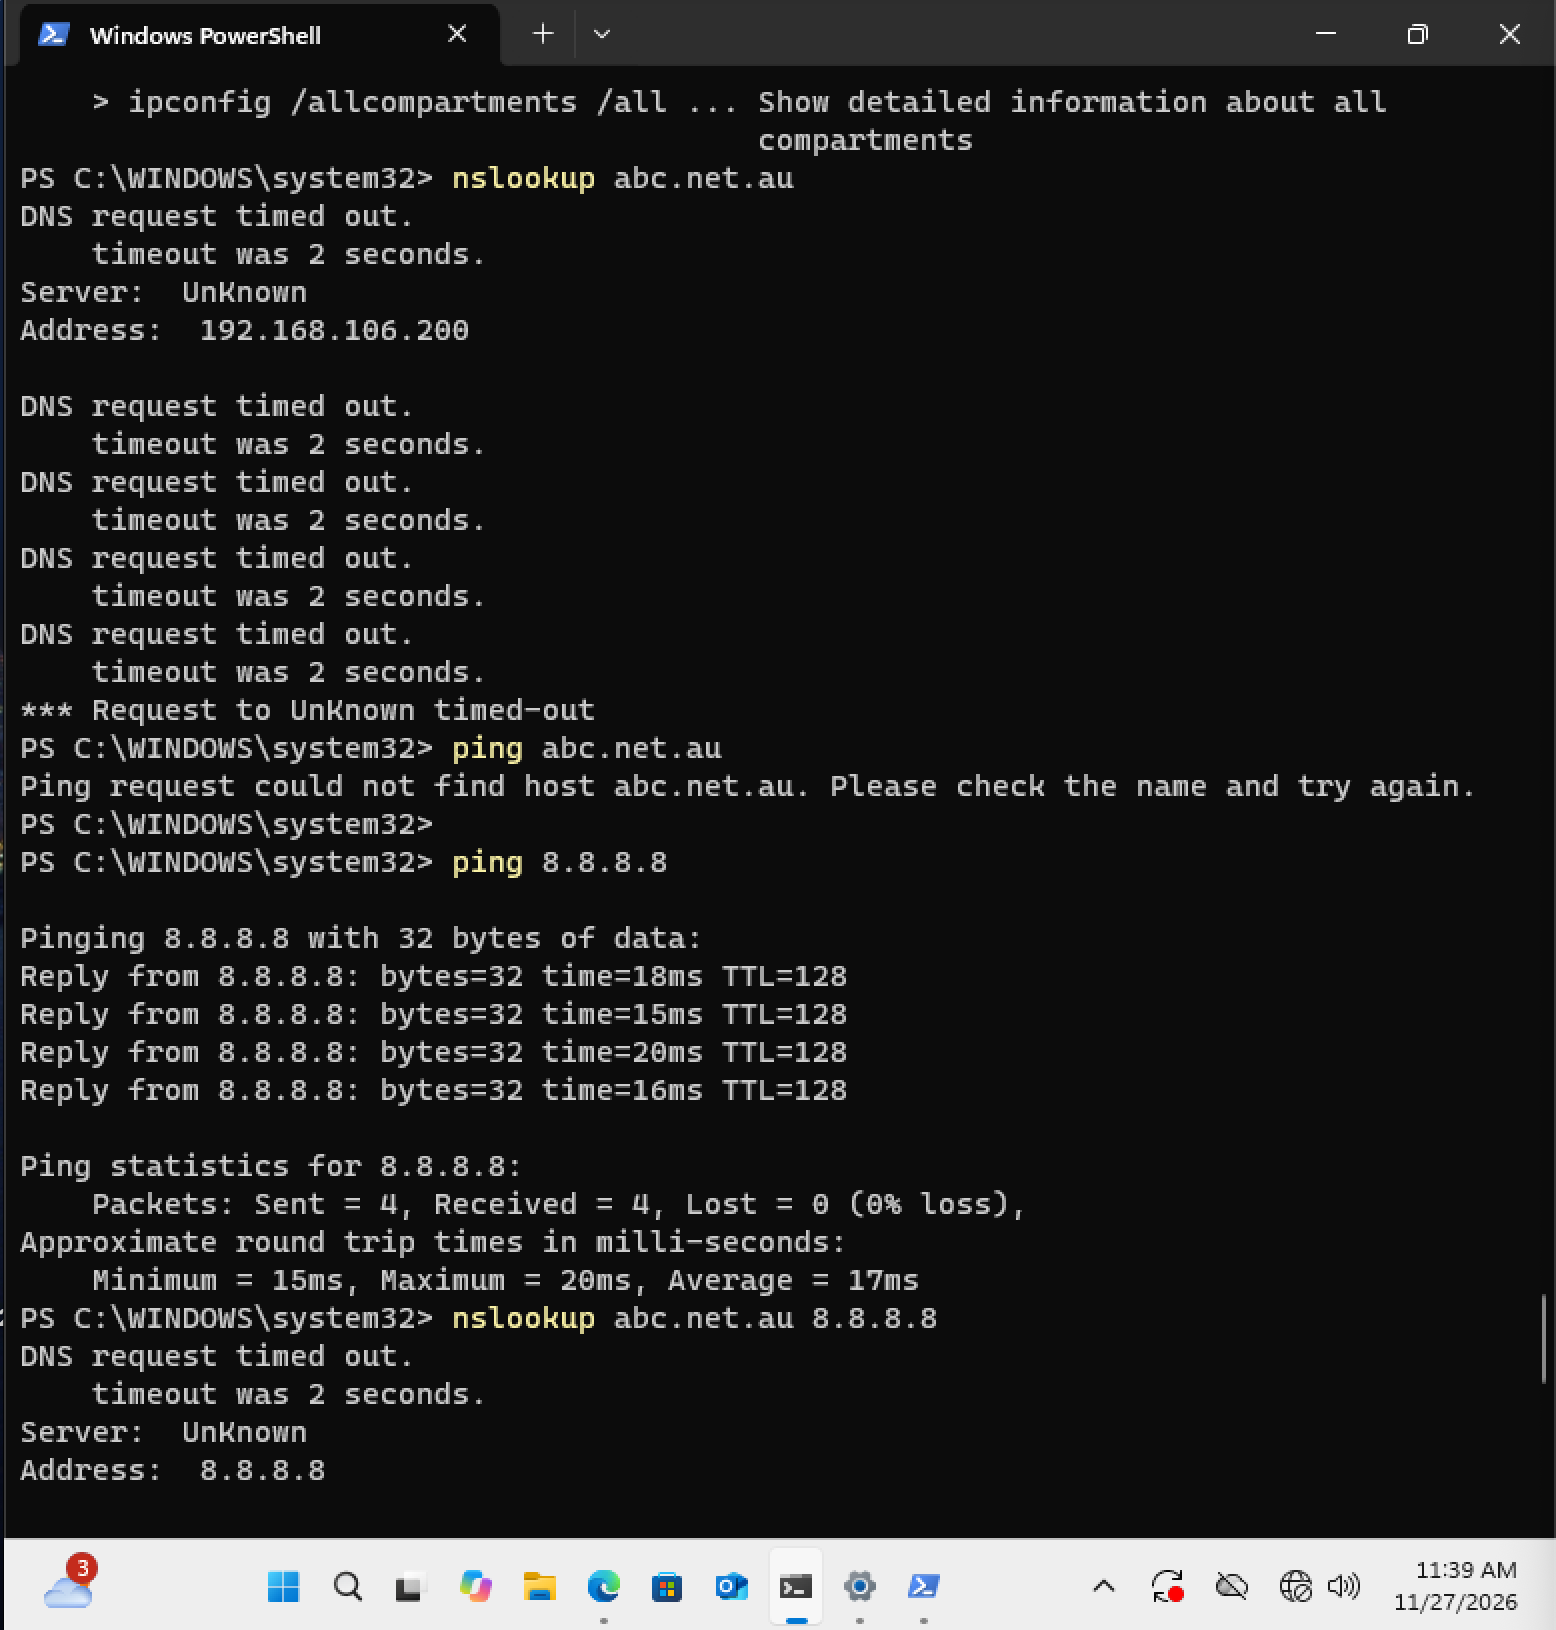 Windows PowerShell
    > ipconfig /allcompartments /all ... Show detailed information about all
                                         compartments
PS C:\WINDOWS\system32> nslookup abc.net.au
DNS request timed out.
    timeout was 2 seconds.
Server:  UnKnown
Address:  192.168.106.200

DNS request timed out.
    timeout was 2 seconds.
DNS request timed out.
    timeout was 2 seconds.
DNS request timed out.
    timeout was 2 seconds.
DNS request timed out.
    timeout was 2 seconds.
*** Request to UnKnown timed-out
PS C:\WINDOWS\system32> ping abc.net.au
Ping request could not find host abc.net.au. Please check the name and try again.
PS C:\WINDOWS\system32>
PS C:\WINDOWS\system32> ping 8.8.8.8

Pinging 8.8.8.8 with 32 bytes of data:
Reply from 8.8.8.8: bytes=32 time=18ms TTL=128
Reply from 8.8.8.8: bytes=32 time=15ms TTL=128
Reply from 8.8.8.8: bytes=32 time=20ms TTL=128
Reply from 8.8.8.8: bytes=32 time=16ms TTL=128

Ping statistics for 8.8.8.8:
    Packets: Sent = 4, Received = 4, Lost = 0 (0% loss),
Approximate round trip times in milli-seconds:
    Minimum = 15ms, Maximum = 20ms, Average = 17ms
PS C:\WINDOWS\system32> nslookup abc.net.au 8.8.8.8
DNS request timed out.
    timeout was 2 seconds.
Server:  UnKnown
Address:  8.8.8.8

3
11:39 AM
11/27/2026